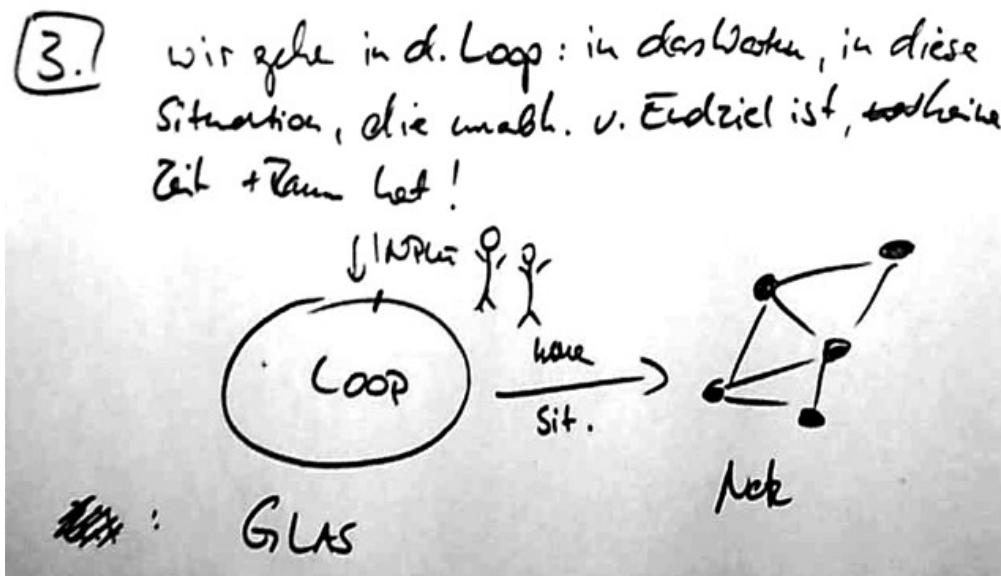 3. wir gehe in d. Loop: in das Warten, in diese
Situation, die unabh. v. Endziel ist, keine
Zeit + Raum hat!
↓ INPUT
LOOP
neue
Sit.
Netz
: GLAS